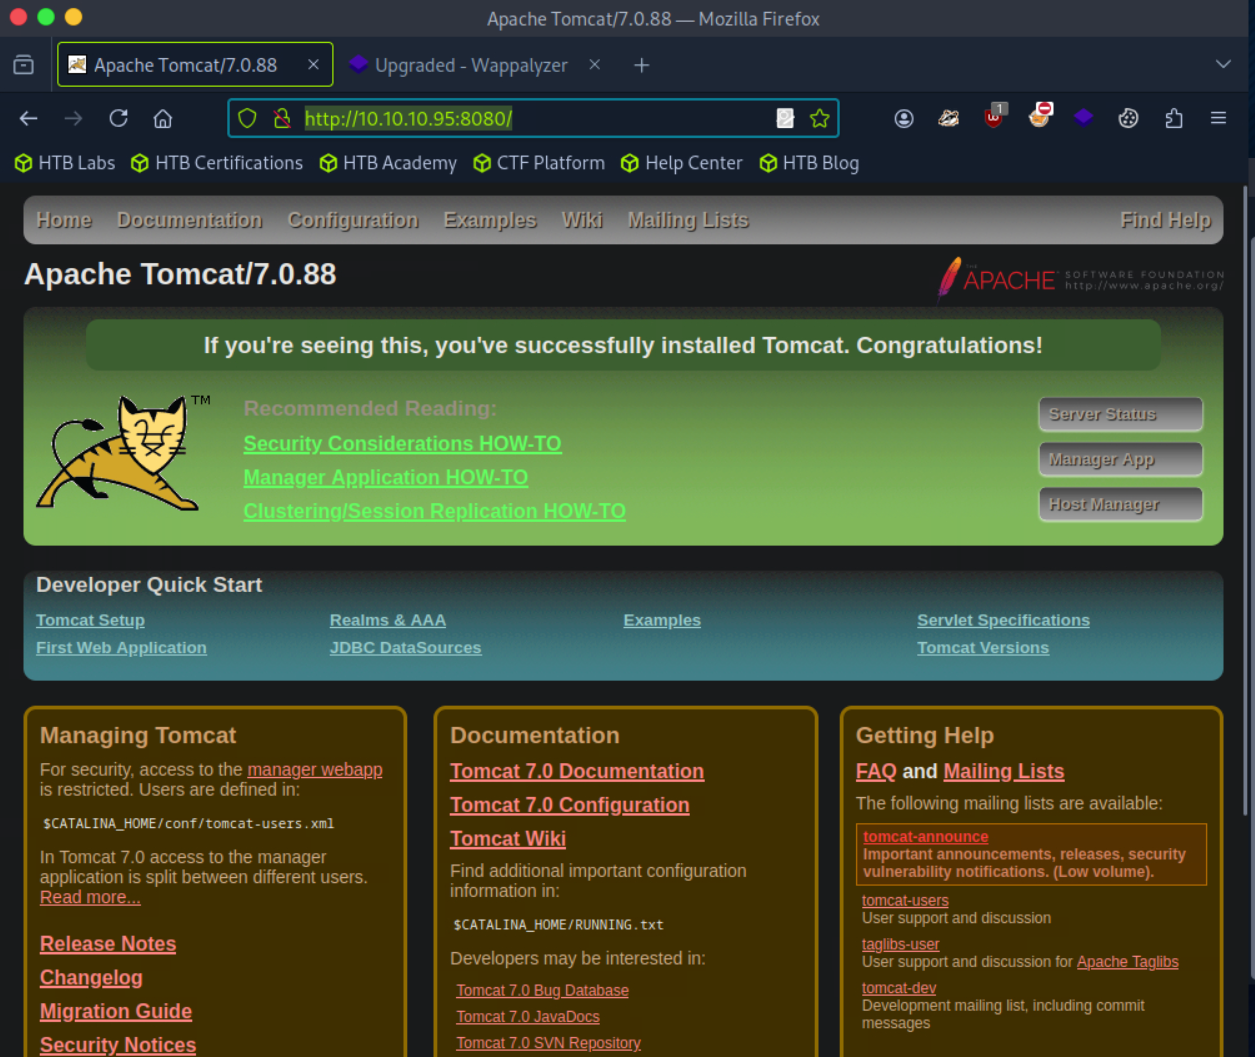 Apache Tomcat/7.0.88 — Mozilla Firefox
Apache Tomcat/7.0.88
Upgraded - Wappalyzer
http://10.10.10.95:8080/
1
HTB Labs HTB Certifications HTB Academy CTF Platform Help Center HTB Blog
Home Documentation Configuration Examples Wiki Mailing Lists Find Help
Apache Tomcat/7.0.88
THE APACHE SOFTWARE FOUNDATION
http://www.apache.org/
If you're seeing this, you've successfully installed Tomcat. Congratulations!
TM
Recommended Reading:
Security Considerations HOW-TO
Manager Application HOW-TO
Clustering/Session Replication HOW-TO
Server Status
Manager App
Host Manager
Developer Quick Start
Tomcat Setup
First Web Application
Realms & AAA
JDBC DataSources
Examples
Servlet Specifications
Tomcat Versions
Managing Tomcat
For security, access to the manager webapp
is restricted. Users are defined in:
$CATALINA_HOME/conf/tomcat-users.xml
In Tomcat 7.0 access to the manager
application is split between different users.
Read more...
Release Notes
Changelog
Migration Guide
Security Notices
Documentation
Tomcat 7.0 Documentation
Tomcat 7.0 Configuration
Tomcat Wiki
Find additional important configuration
information in:
$CATALINA_HOME/RUNNING.txt
Developers may be interested in:
Tomcat 7.0 Bug Database
Tomcat 7.0 JavaDocs
Tomcat 7.0 SVN Repository
Getting Help
FAQ and Mailing Lists
The following mailing lists are available:
tomcat-announce
Important announcements, releases, security
vulnerability notifications. (Low volume).
tomcat-users
User support and discussion
taglibs-user
User support and discussion for Apache Taglibs
tomcat-dev
Development mailing list, including commit
messages